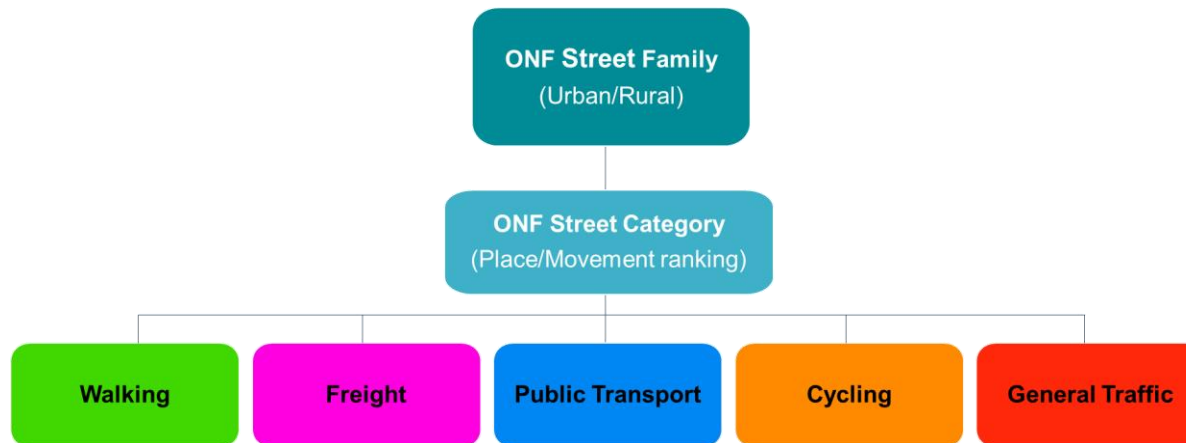 ONF Street Family
(Urban/Rural)
ONF Street Category
(Place/Movement ranking)
Walking
Freight
Public Transport
Cycling
General Traffic